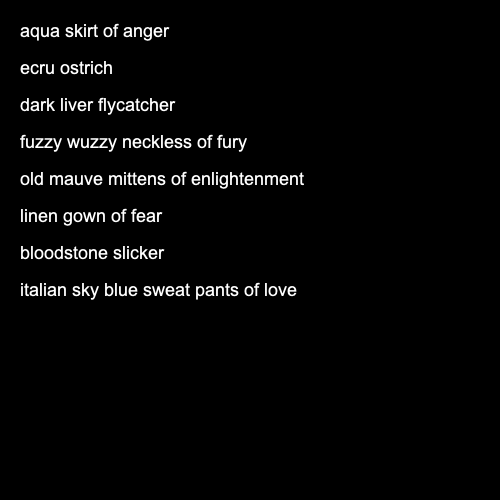 aqua skirt of anger
ecru ostrich
dark liver flycatcher
fuzzy wuzzy neckless of fury
old mauve mittens of enlightenment
linen gown of fear
bloodstone slicker
italian sky blue sweat pants of love